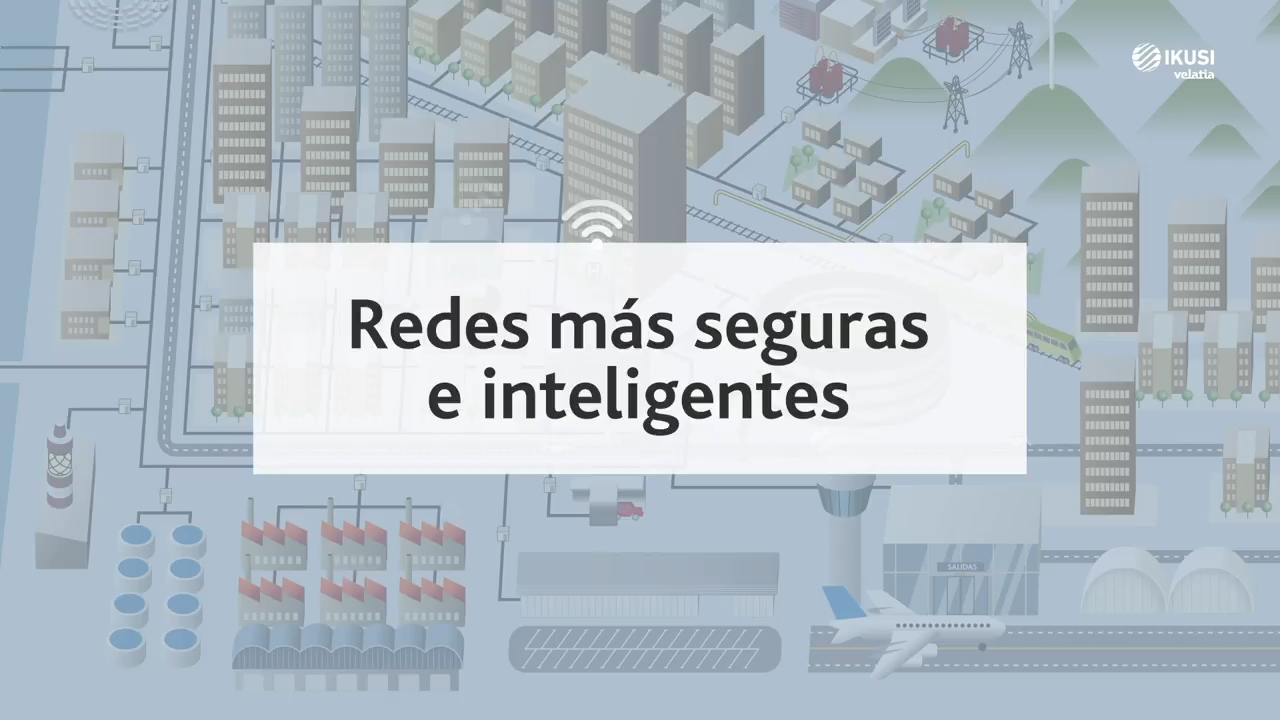 IKUSI
velatia
Redes más seguras
e inteligentes
SALIDAS